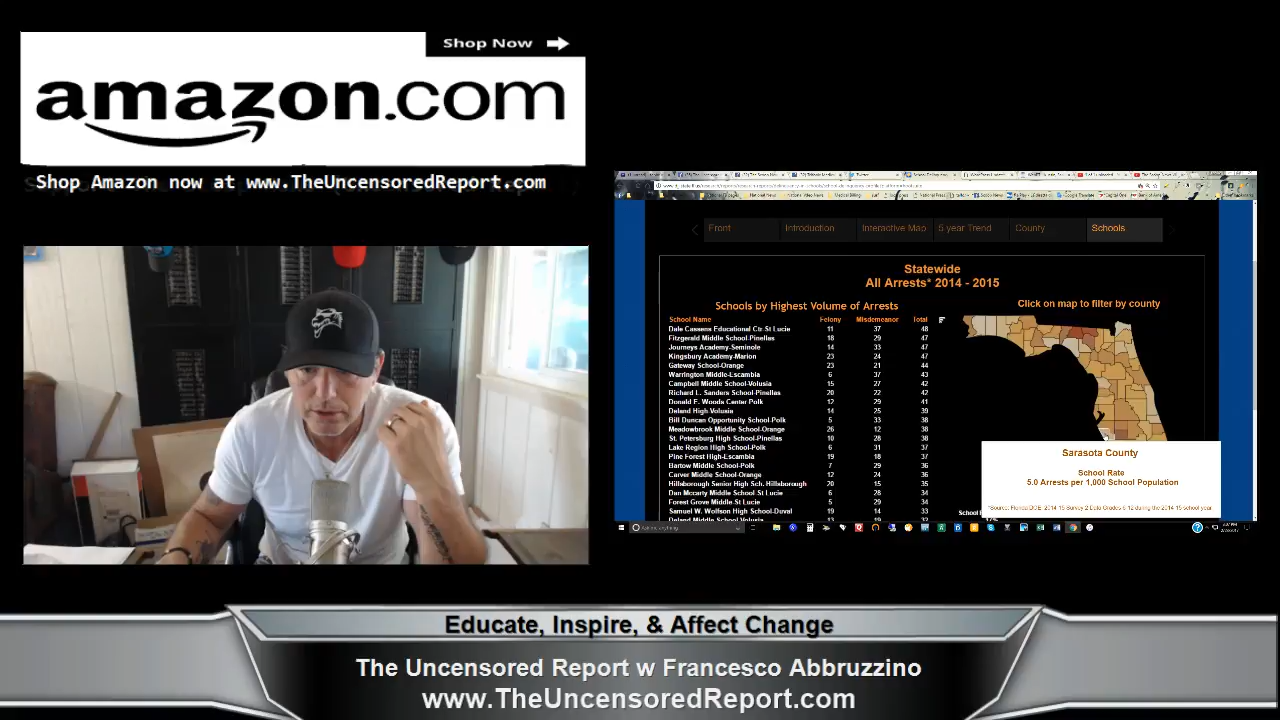 Shop Now
amazon.com
Shop Amazon now at www.TheUncensoredReport.com
Front Introduction Interactive Map 5 year Trend County Schools
Statewide
All Arrests* 2014 - 2015
Schools by Highest Volume of Arrests
Click on map to filter by county
School Name Felony Misdemeanor Total
Dale Cassens Educational Ctr St Lucie 11 37 48
Fitzgerald Middle School-Pinellas 18 29 47
Journeys Academy-Seminole 14 33 47
Kingsbury Academy-Marion 23 24 47
Gateway School-Orange 23 21 44
Warrington Middle-Escambia 6 37 43
Campbell Middle School-Volusia 15 27 42
Richard L. Sanders School-Pinellas 20 22 42
Donald E. Woods Center Polk 12 29 41
Deland High Volusia 14 25 39
Bill Duncan Opportunity School-Polk 5 33 38
Meadowbrook Middle School-Orange 26 12 38
St. Petersburg High School-Pinellas 10 28 38
Lake Region High School-Polk 6 31 37
Pine Forest High-Escambia 19 18 37
Bartow Middle School-Polk 7 29 36
Carver Middle School-Orange 12 24 36
Hillsborough Senior High Sch. Hillsborough 20 15 35
Dan Mccarty Middle School St Lucie 6 28 34
Forest Grove Middle St Lucie 5 29 34
Samuel W. Wolfson High School-Duval 19 14 33
Sarasota County
School Rate
5.0 Arrests per 1,000 School Population
Ask me anything
Educate, Inspire, & Affect Change
The Uncensored Report w Francesco Abbruzzino
www.TheUncensoredReport.com